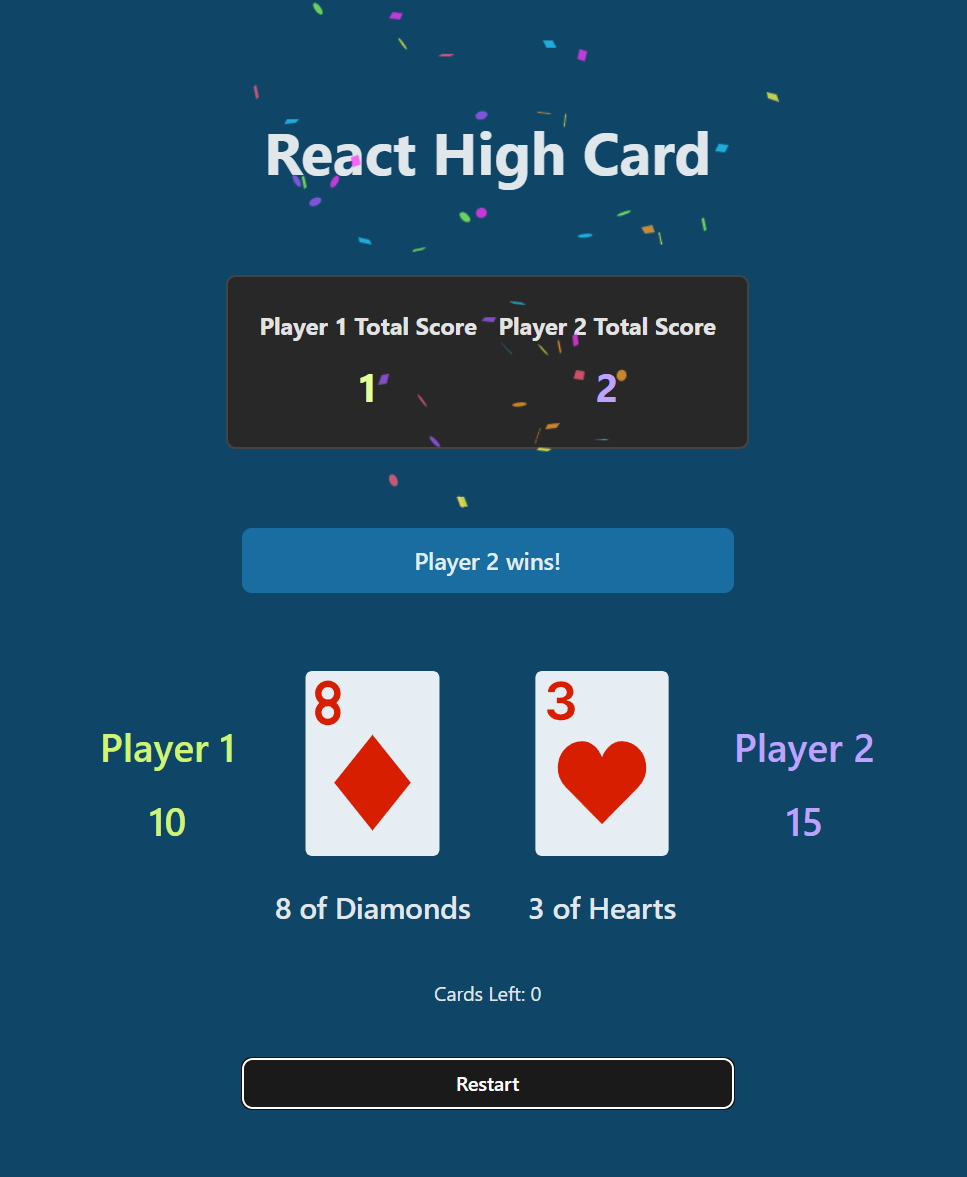 React High Card
Player 1 Total Score Player 2 Total Score
1 2
Player 2 wins!
8 3
Player 1 Player 2
10 15
8 of Diamonds 3 of Hearts
Cards Left: 0
Restart